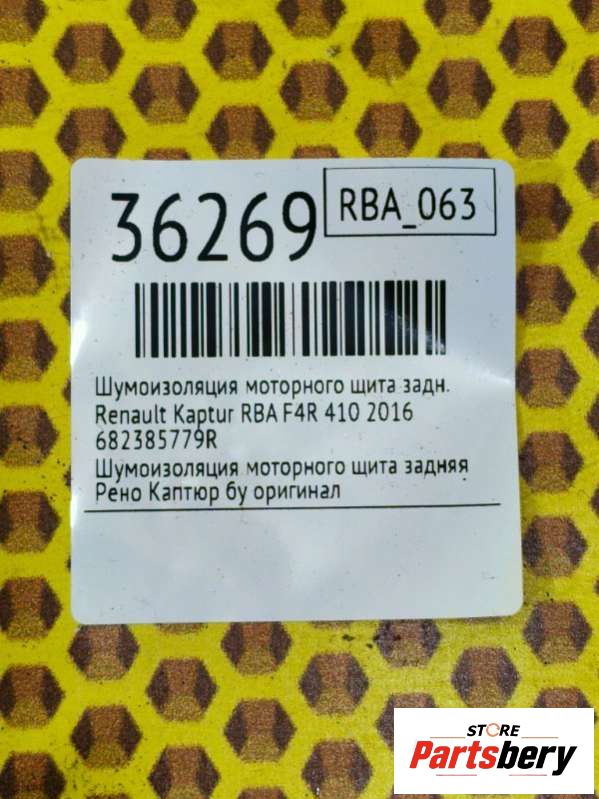 36269
RBA_063
Шумоизоляция моторного щита задн.
Renault Kaptur RBA F4R 410 2016
682385779R
Шумоизоляция моторного щита задняя
Рено Каптюр бу оригинал
STORE
Partsbery